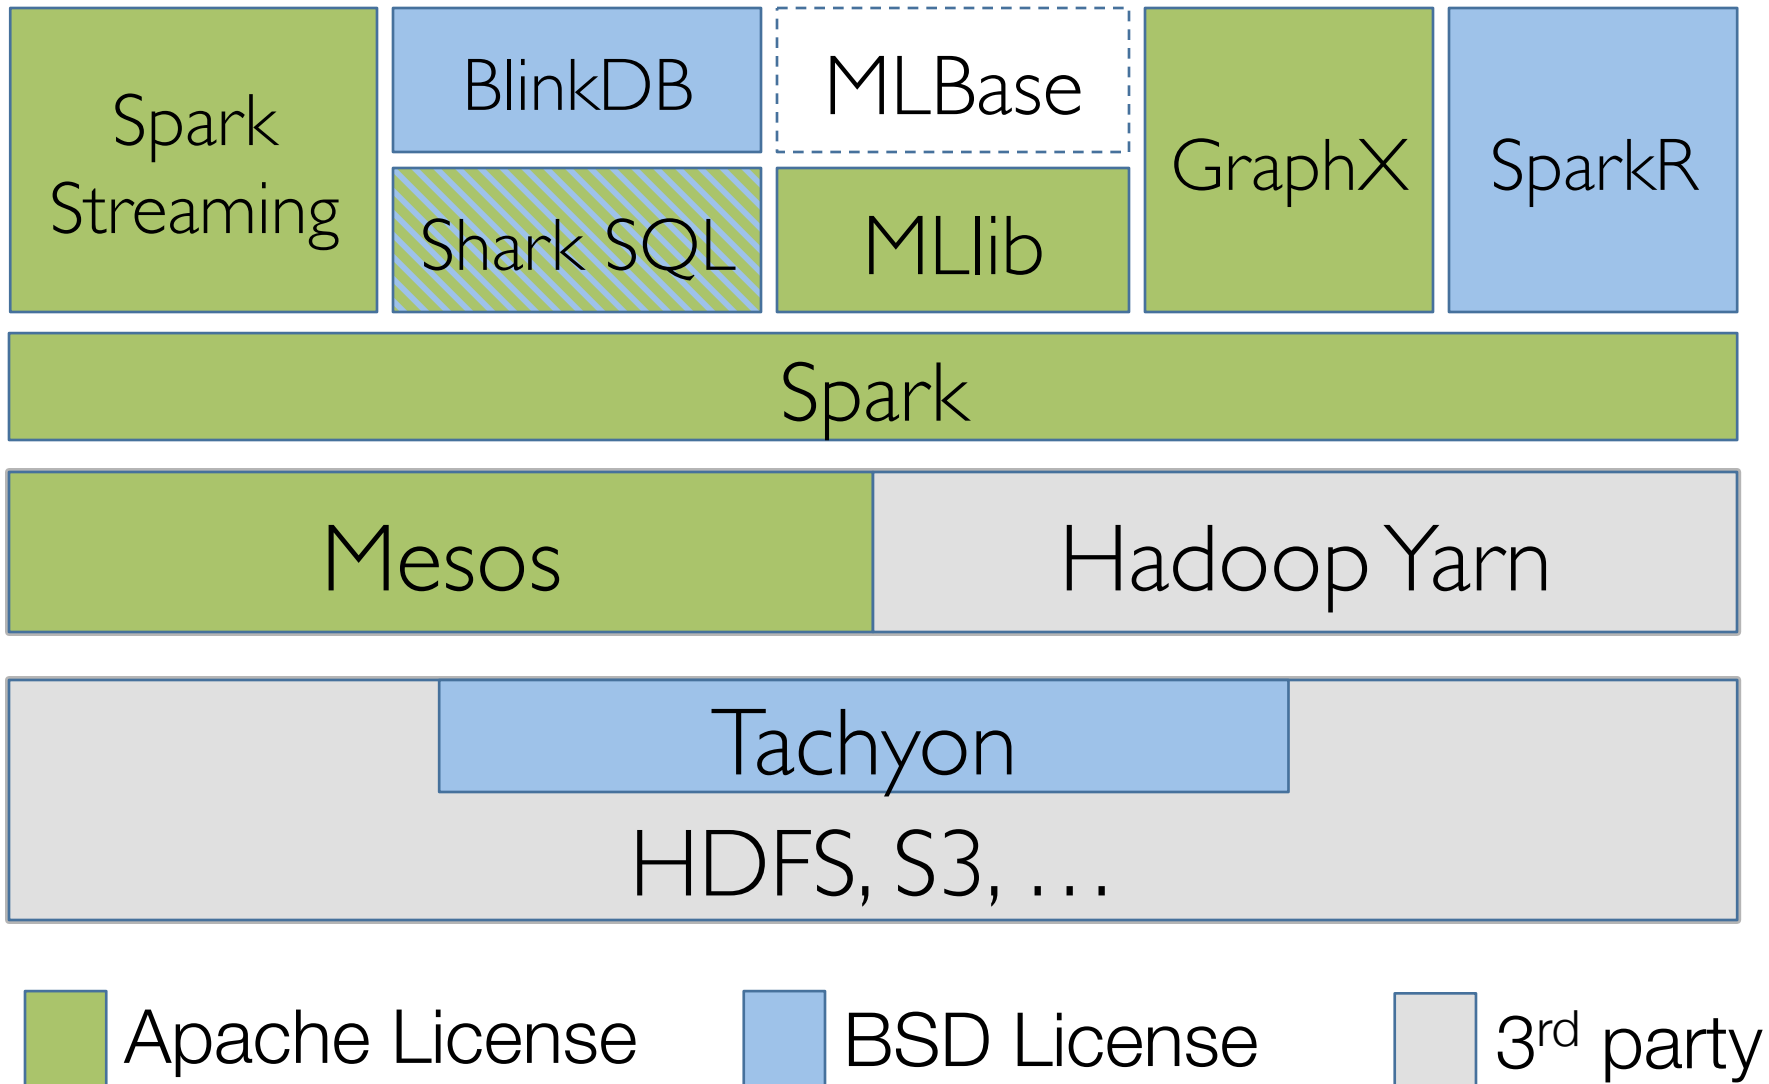 Spark
Streaming
BlinkDB
Shark SQL
MLBase
MLlib
GraphX
SparkR
Spark
Mesos
Hadoop Yarn
Tachyon
HDFS, S3, …
Apache License
BSD License
3rd party